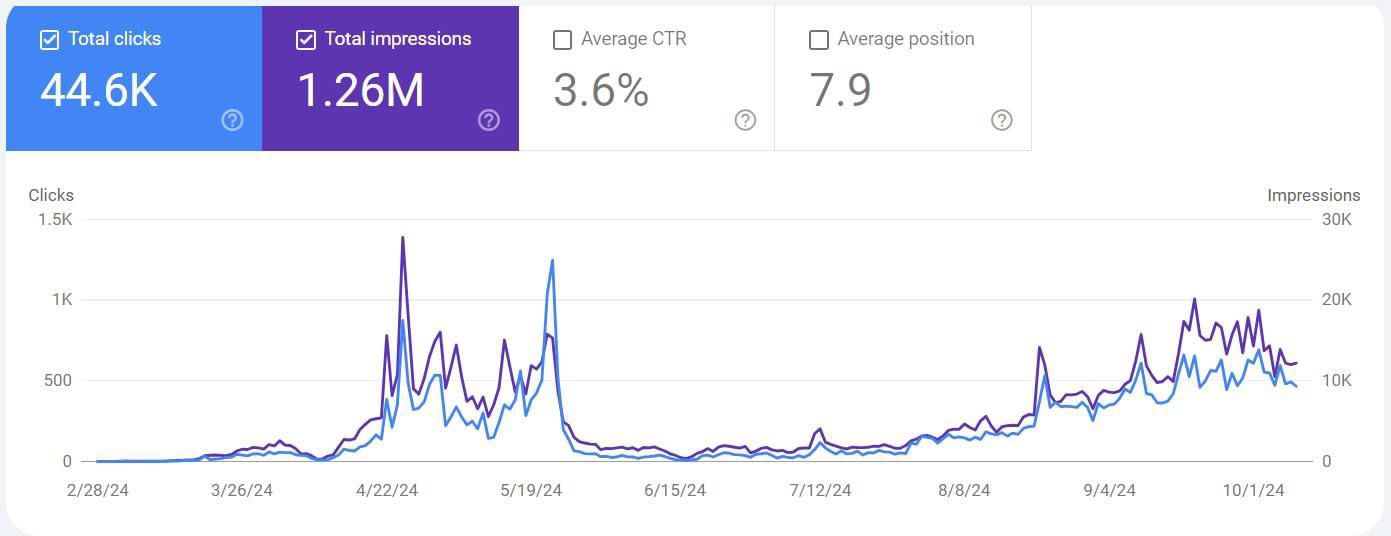 Total clicks Total impressions Average CTR Average position
44.6K 1.26M 3.6% 7.9
Clicks Impressions
1.5K 30K
1K 20K
500 10K
0 0
2/28/24 3/26/24 4/22/24 5/19/24 6/15/24 7/12/24 8/8/24 9/4/24 10/1/24